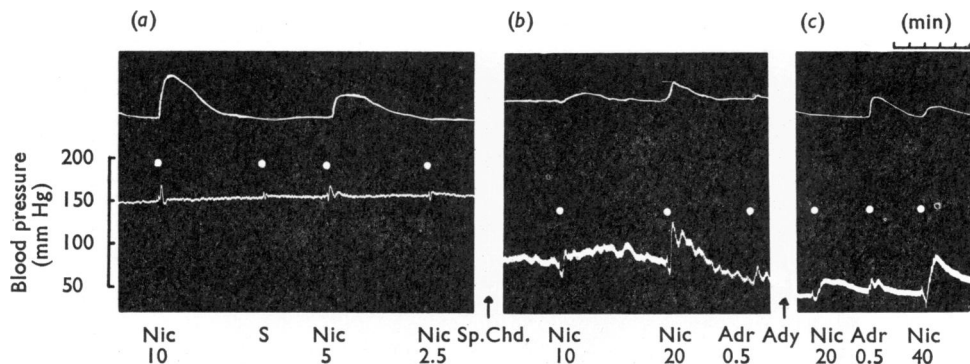 (a) (b) (c) (min)
200
150
100
50
Blood pressure
(mm Hg)
Nic S Nic Nic Sp.Chd. Nic Nic Adr Ady Nic Adr Nic
10 5 2.5 10 20 0.5 20 0.5 40